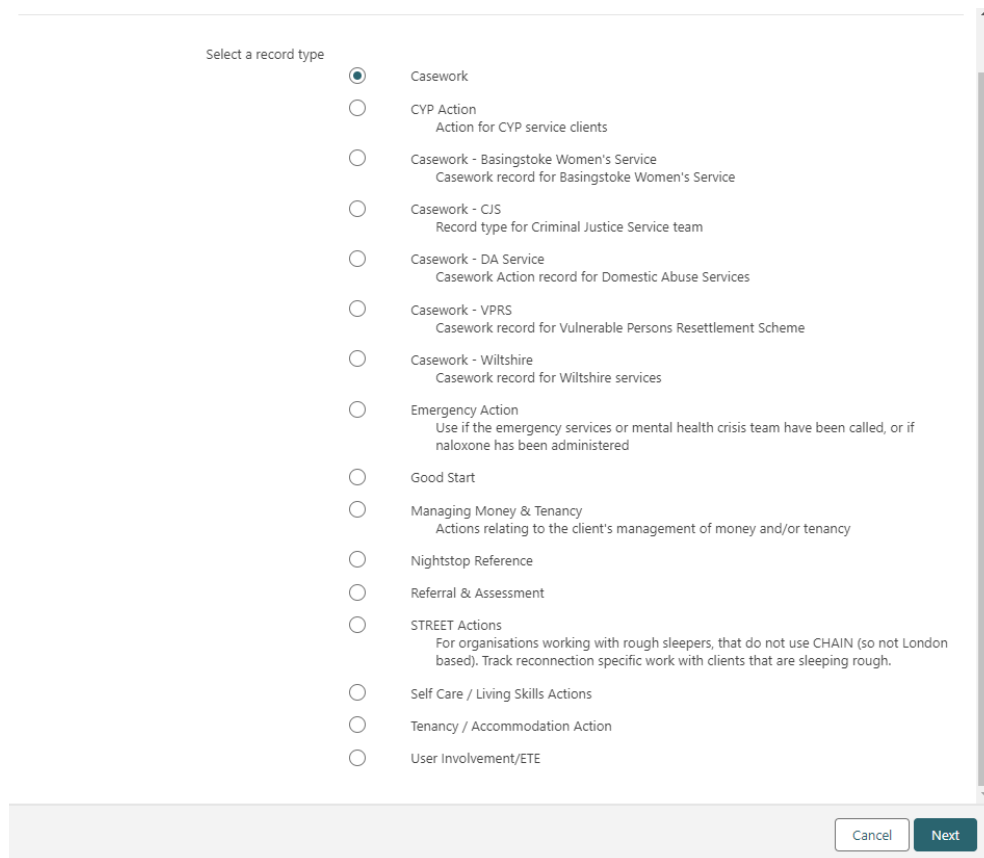 Select a record type
Casework
CYP Action
Action for CYP service clients
Casework - Basingstoke Women's Service
Casework record for Basingstoke Women's Service
Casework - CJS
Record type for Criminal Justice Service team
Casework - DA Service
Casework Action record for Domestic Abuse Services
Casework - VPRS
Casework record for Vulnerable Persons Resettlement Scheme
Casework - Wiltshire
Casework record for Wiltshire services
Emergency Action
Use if the emergency services or mental health crisis team have been called, or if
naloxone has been administered
Good Start
Managing Money & Tenancy
Actions relating to the client's management of money and/or tenancy
Nightstop Reference
Referral & Assessment
STREET Actions
For organisations working with rough sleepers, that do not use CHAIN (so not London
based). Track reconnection specific work with clients that are sleeping rough.
Self Care / Living Skills Actions
Tenancy / Accommodation Action
User Involvement/ETE
Cancel
Next